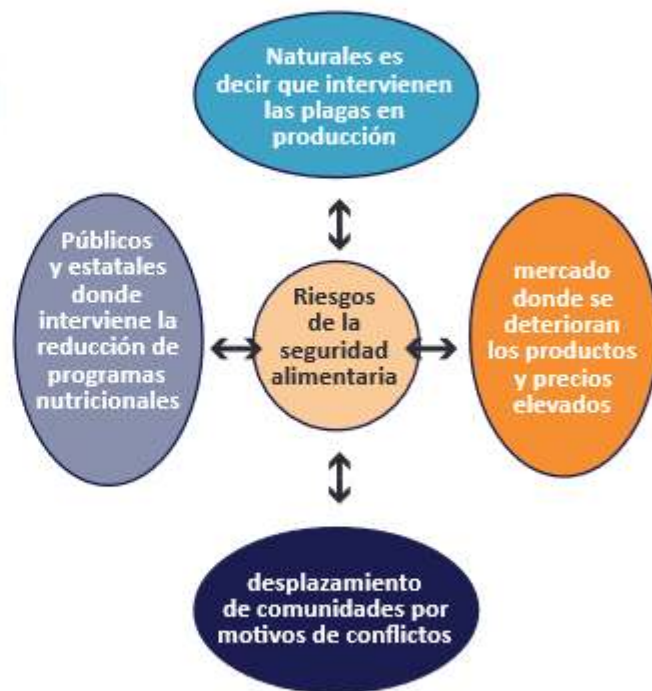 Naturales es
decir que intervienen
las plagas en
producción
Públicos
y estatales
donde
interviene la
reducción de
programas
nutricionales
Riesgos
de la
seguridad
alimentaria
mercado
donde se
deterioran
los productos
y precios
elevados
desplazamiento
de comunidades por
motivos de conflictos